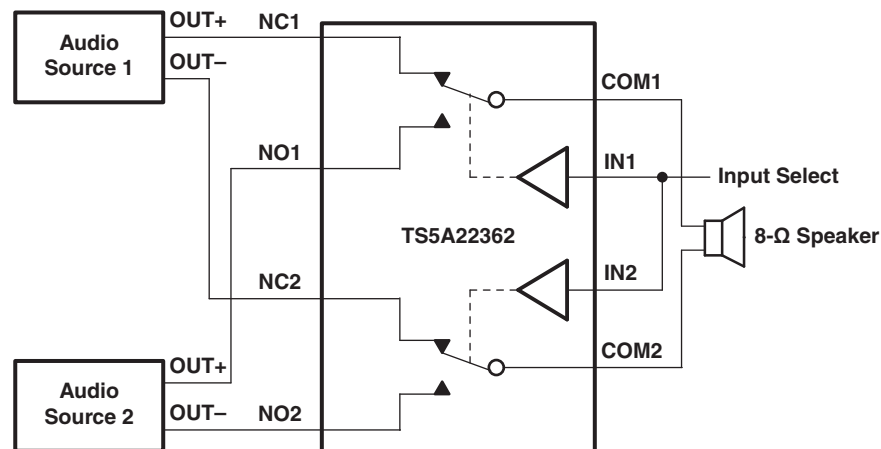 OUT+
NC1
Audio
Source 1
OUT–
COM1
NO1
IN1
Input Select
TS5A22362
8-Ω Speaker
NC2
IN2
COM2
OUT+
Audio
Source 2
OUT–
NO2